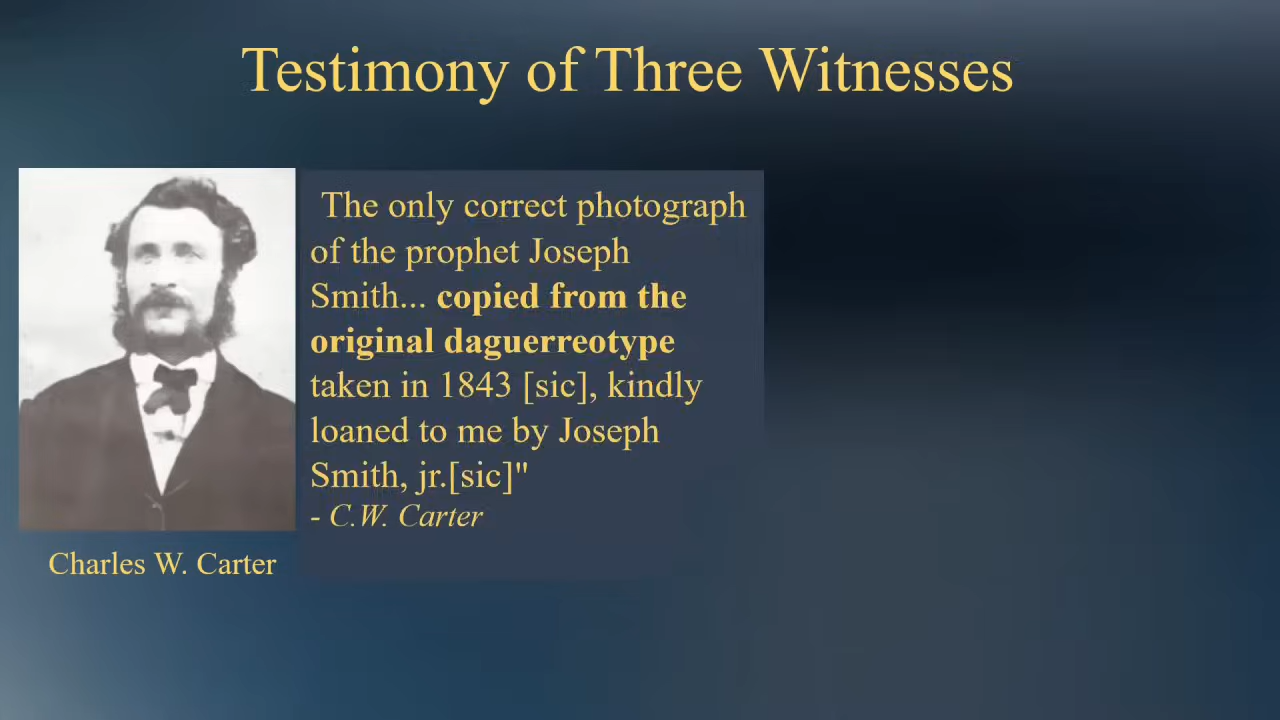 Testimony of Three Witnesses
The only correct photograph
of the prophet Joseph
Smith... copied from the
original daguerreotype
taken in 1843 [sic], kindly
loaned to me by Joseph
Smith, jr.[sic]"
- C.W. Carter
Charles W. Carter